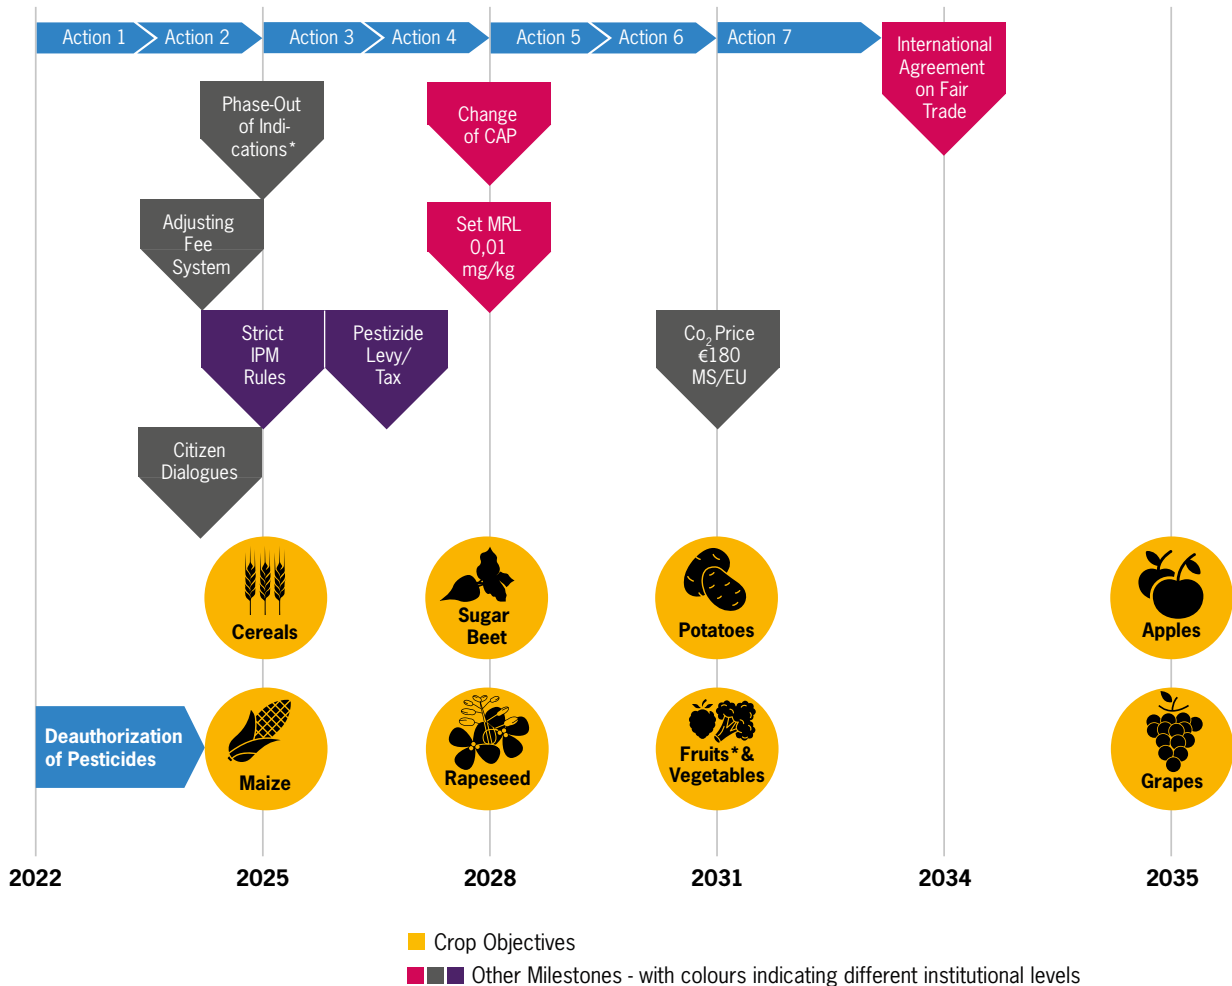 Action 1
Action 2
Action 3
Action 4
Action 5
Action 6
Action 7
International
Agreement
on Fair
Trade
Phase-Out
of Indi-
cations*
Change
of CAP
Adjusting
Fee
System
Set MRL
0,01
mg/kg
Strict
IPM
Rules
Pestizide
Levy/
Tax
Co₂ Price
€180
MS/EU
Citizen
Dialogues
Cereals
Sugar
Beet
Potatoes
Apples
Deauthorization
of Pesticides
Maize
Rapeseed
Fruits* &
Vegetables
Grapes
2022
2025
2028
2031
2034
2035
Crop Objectives
Other Milestones - with colours indicating different institutional levels